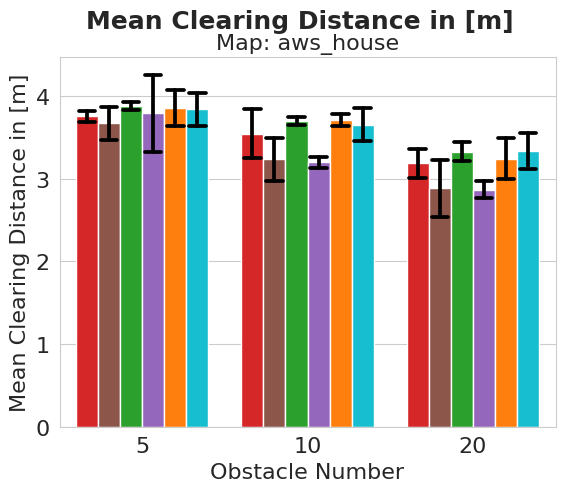 Mean Clearing Distance in [m]
Map: aws_house
Mean Clearing Distance in [m]
4
3
2
1
0
5
10
20
Obstacle Number